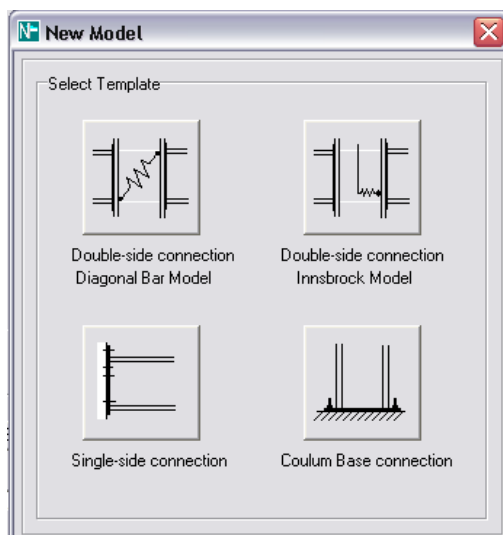 New Model
Select Template
Double-side connection
Diagonal Bar Model
Double-side connection
Innsbrock Model
Single-side connection
Coulum Base connection